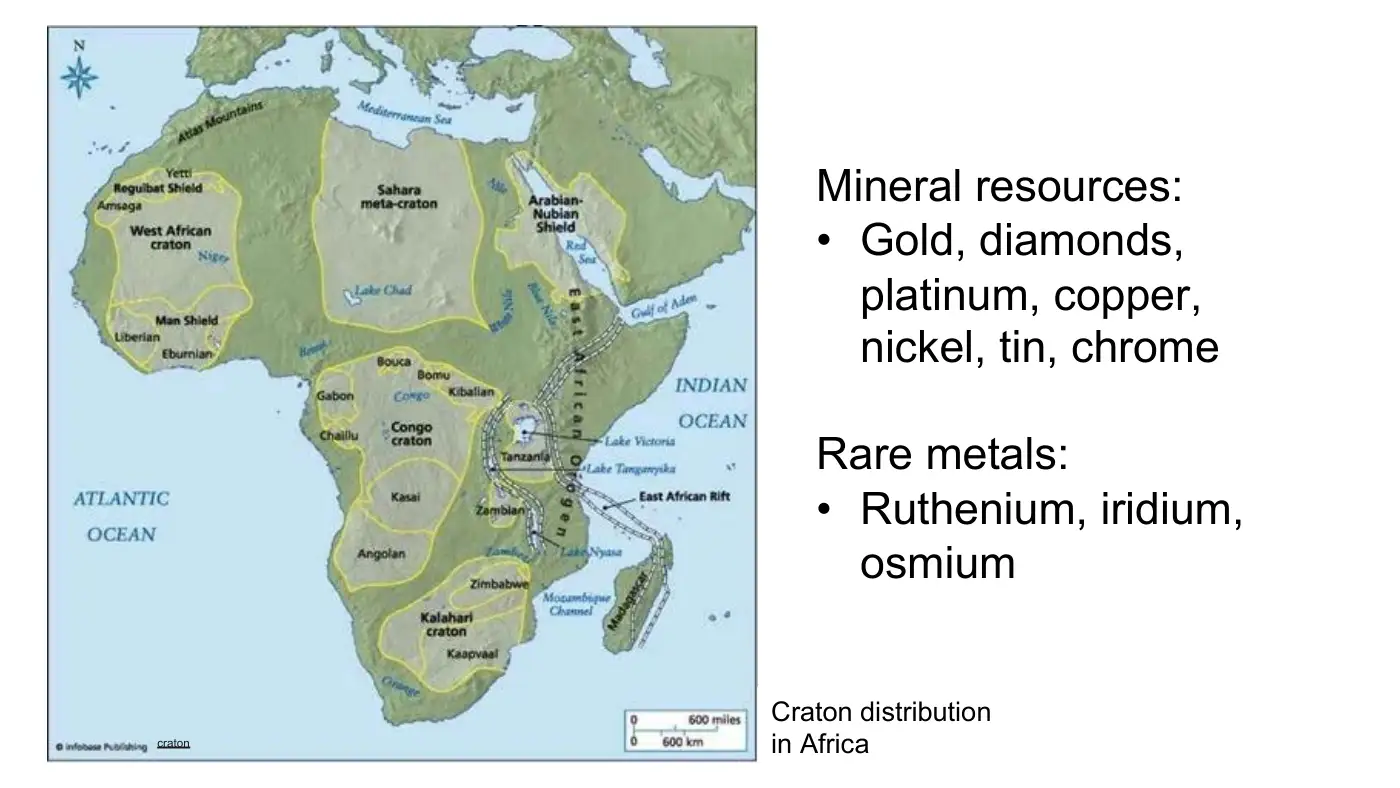 N
Mediterranean Sea
Atlas Mountains
Yetti
Reguibat Shield
Amsaga
West African
craton
Niger
Man Shield
Liberian
Eburnian
Sahara
meta-craton
Lake Chad
Nile
Arabian-
Nubian
Shield
Red
Sea
White Nile
Blue Nile
Gulf of Aden
East African Orogen
Benue
Bouca
Bomu
Kibalian
Gabon
Congo
Chaillu
Congo
craton
Kasai
Angolan
Tanzania
Zambian
Lake Victoria
Lake Tanganyika
East African Rift
Lake Nyasa
Zambezi
Zimbabwe
Mozambique
Channel
Madagascar
Kalahari
craton
Kaapvaal
Orange
INDIAN
OCEAN
ATLANTIC
OCEAN
0 600 miles
0 600 km
© Infobase Publishing
craton
Mineral resources:
• Gold, diamonds,
platinum, copper,
nickel, tin, chrome
Rare metals:
• Ruthenium, iridium,
osmium
Craton distribution
in Africa